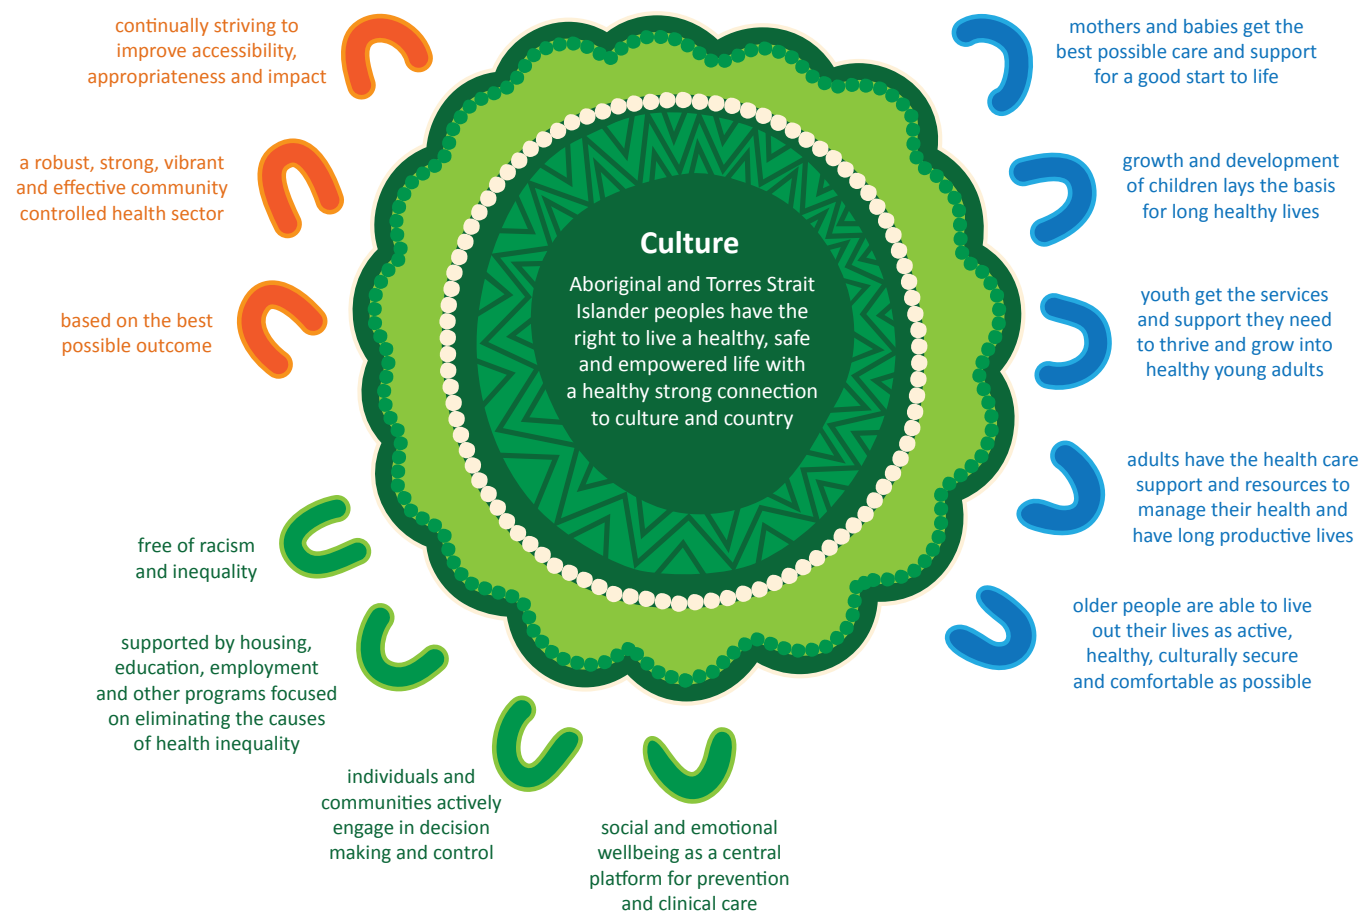 continually striving to
improve accessibility,
appropriateness and impact
a robust, strong, vibrant
and effective community
controlled health sector
based on the best
possible outcome
Culture
Aboriginal and Torres Strait
Islander peoples have the
right to live a healthy, safe
and empowered life with
a healthy strong connection
to culture and country
mothers and babies get the
best possible care and support
for a good start to life
growth and development
of children lays the basis
for long healthy lives
youth get the services
and support they need
to thrive and grow into
healthy young adults
adults have the health care
support and resources to
manage their health and
have long productive lives
older people are able to live
out their lives as active,
healthy, culturally secure
and comfortable as possible
free of racism
and inequality
supported by housing,
education, employment
and other programs focused
on eliminating the causes
of health inequality
individuals and
communities actively
engage in decision
making and control
social and emotional
wellbeing as a central
platform for prevention
and clinical care